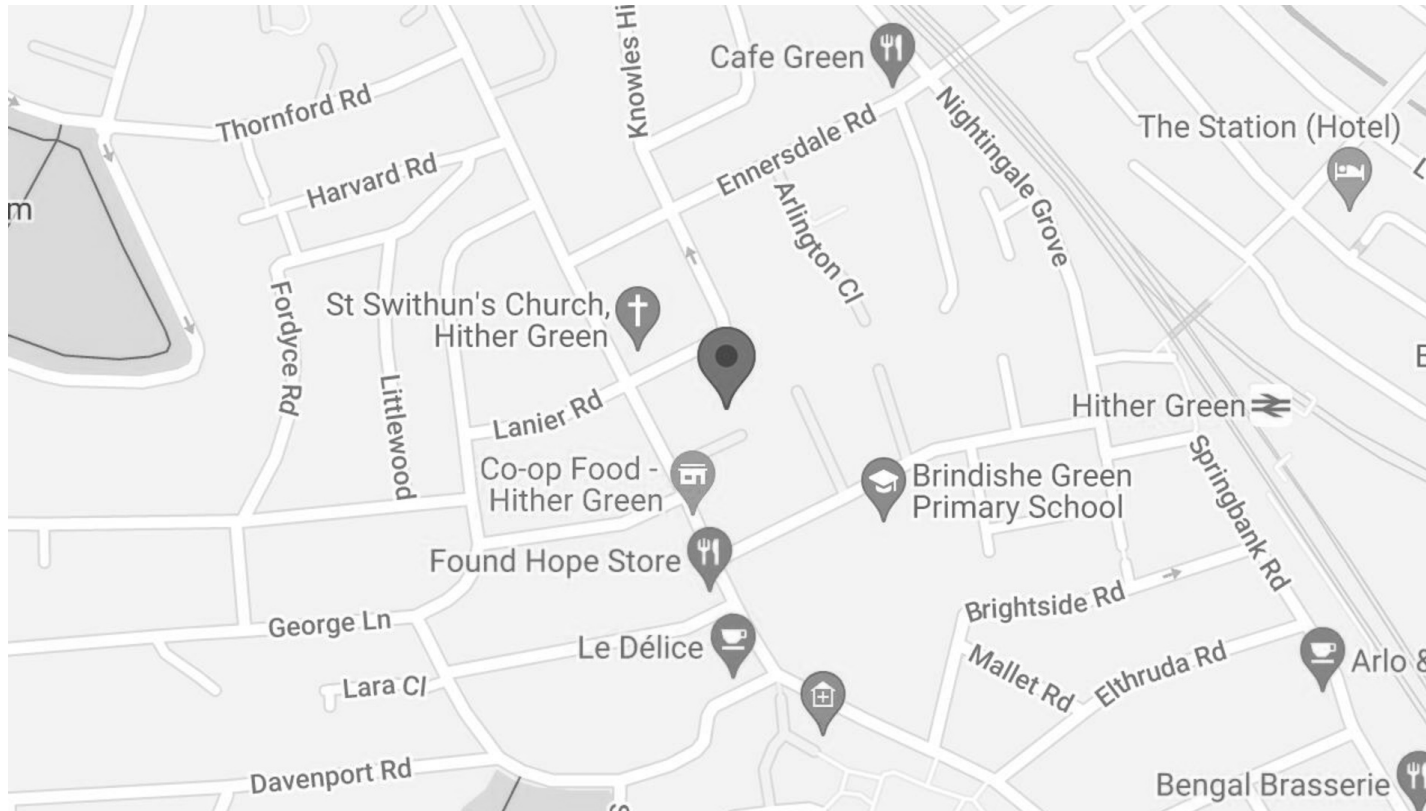 Cafe Green
Knowles Hi
Thornford Rd
The Station (Hotel)
Nightingale Grove
Ennersdale Rd
Harvard Rd
Arlington Cl
m
St Swithun's Church,
Hither Green
Fordyce Rd
Littlewood
Lanier Rd
Hither Green
Co-op Food -
Hither Green
Brindishe Green
Primary School
Springbank Rd
Found Hope Store
Brightside Rd
George Ln
Le Délice
Mallet Rd
Elthruda Rd
Arlo &
Lara Cl
Davenport Rd
Bengal Brasserie